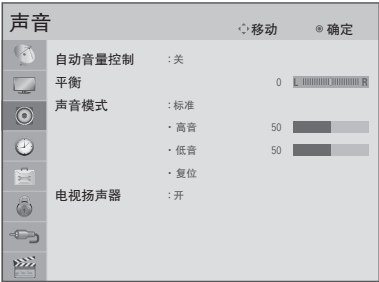 声音 移动 确定
自动音量控制 : 关
平衡 0 L R
声音模式 : 标准
• 高音 50
• 低音 50
• 复位
电视扬声器 : 开